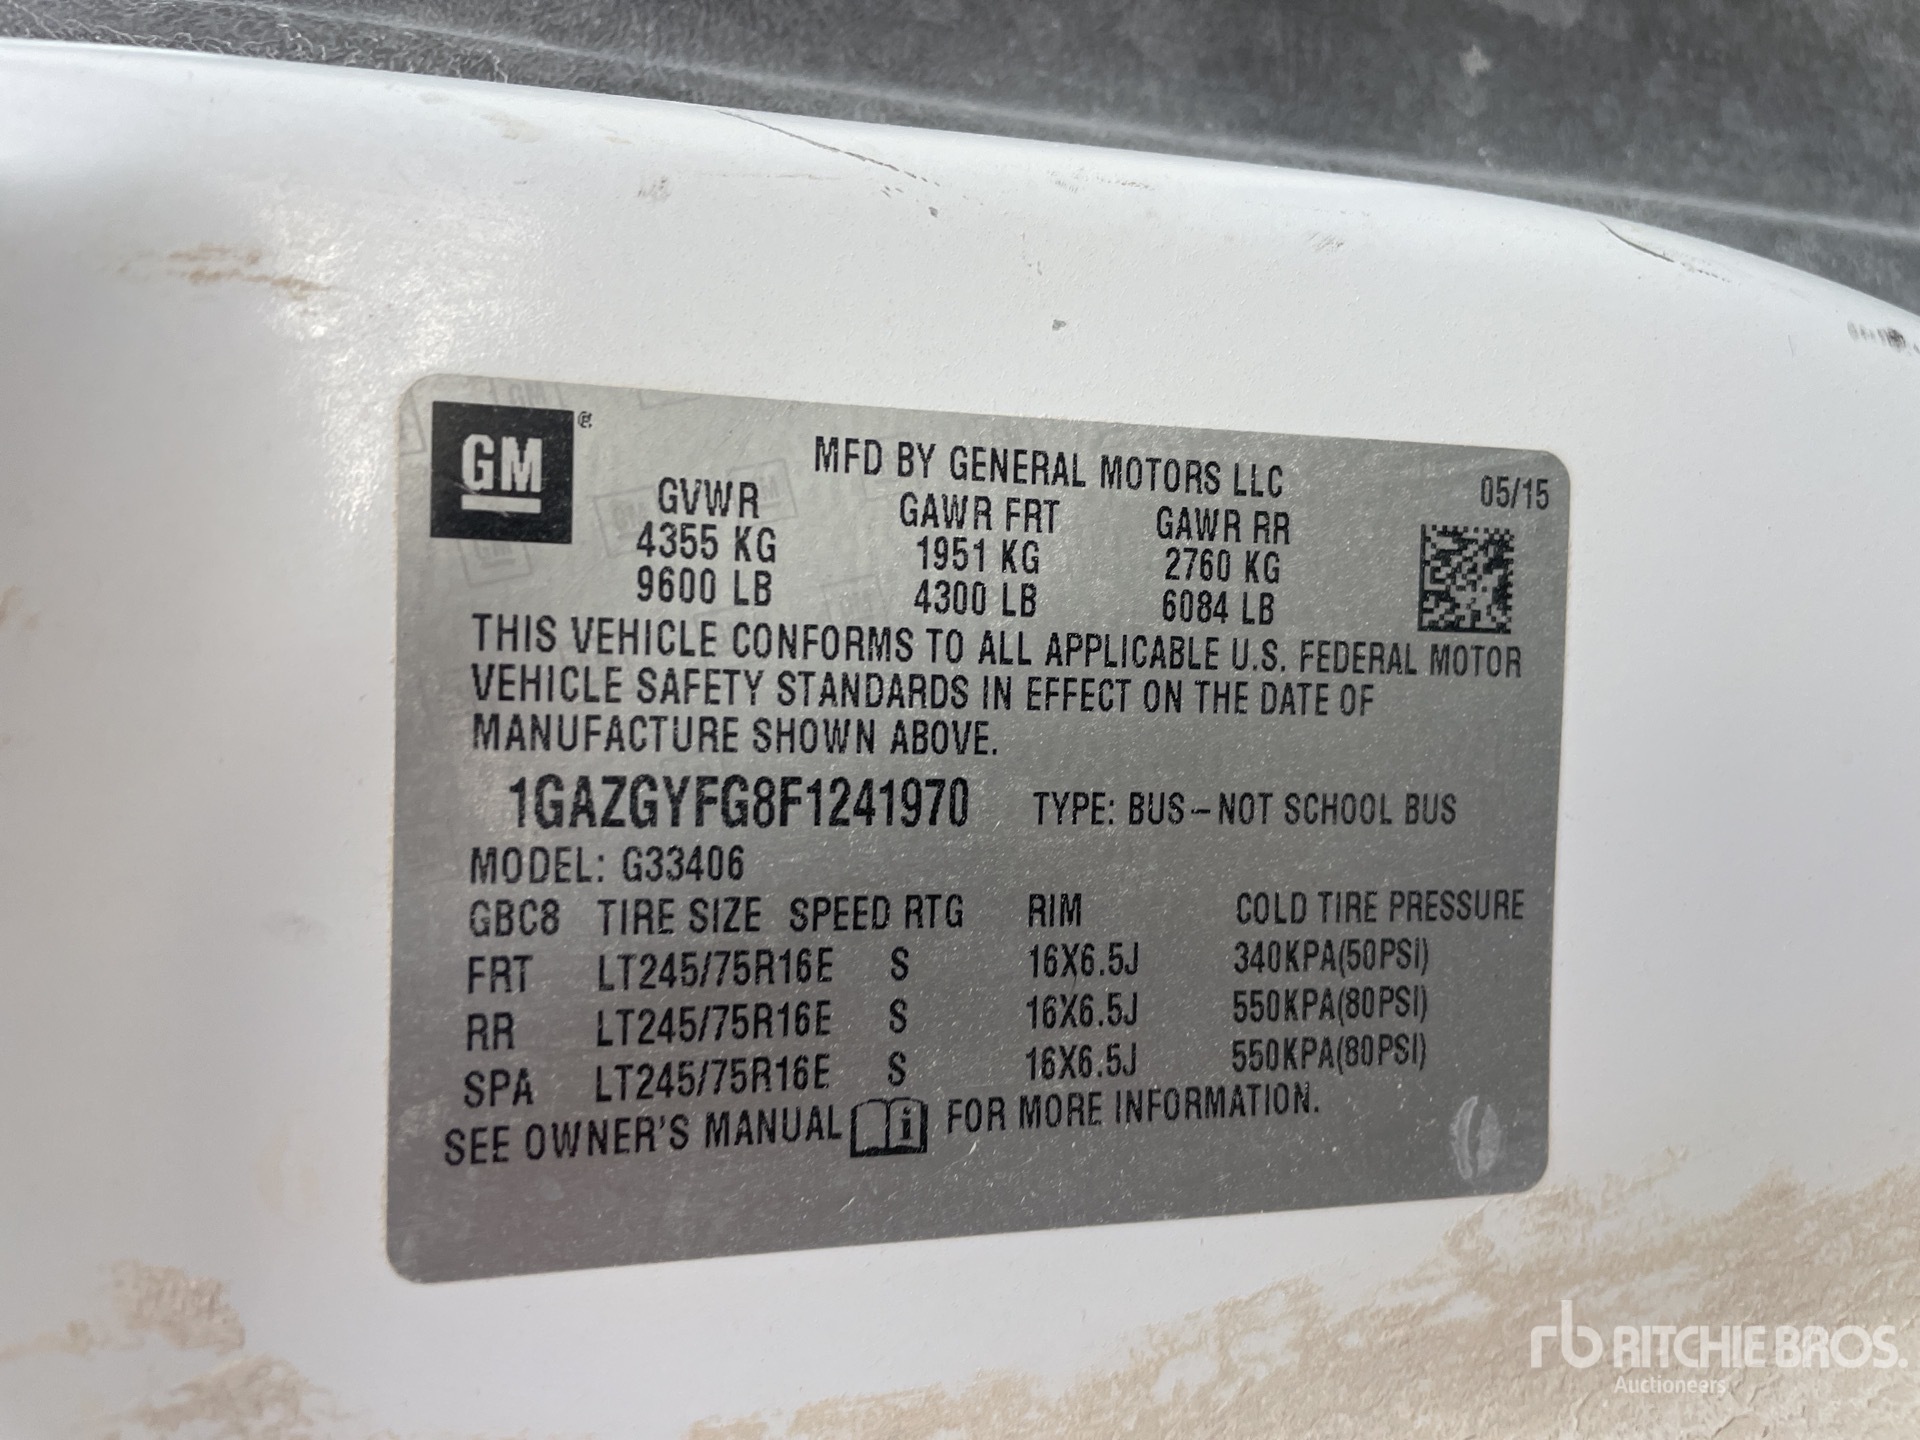 GM
MFD BY GENERAL MOTORS LLC
05/15
GVWR GAWR FRT GAWR RR
4355 KG 1951 KG 2760 KG
9600 LB 4300 LB 6084 LB
THIS VEHICLE CONFORMS TO ALL APPLICABLE U.S. FEDERAL MOTOR
VEHICLE SAFETY STANDARDS IN EFFECT ON THE DATE OF
MANUFACTURE SHOWN ABOVE.
1GAZGYFG8F1241970 TYPE: BUS-NOT SCHOOL BUS
MODEL: G33406
GBC8 TIRE SIZE SPEED RTG RIM COLD TIRE PRESSURE
FRT LT245/75R16E S 16X6.5J 340KPA(50PSI)
RR LT245/75R16E S 16X6.5J 550KPA(80PSI)
SPA LT245/75R16E S 16X6.5J 550KPA(80PSI)
SEE OWNER'S MANUAL i FOR MORE INFORMATION.
rb RITCHIE BROS.
Auctioneers